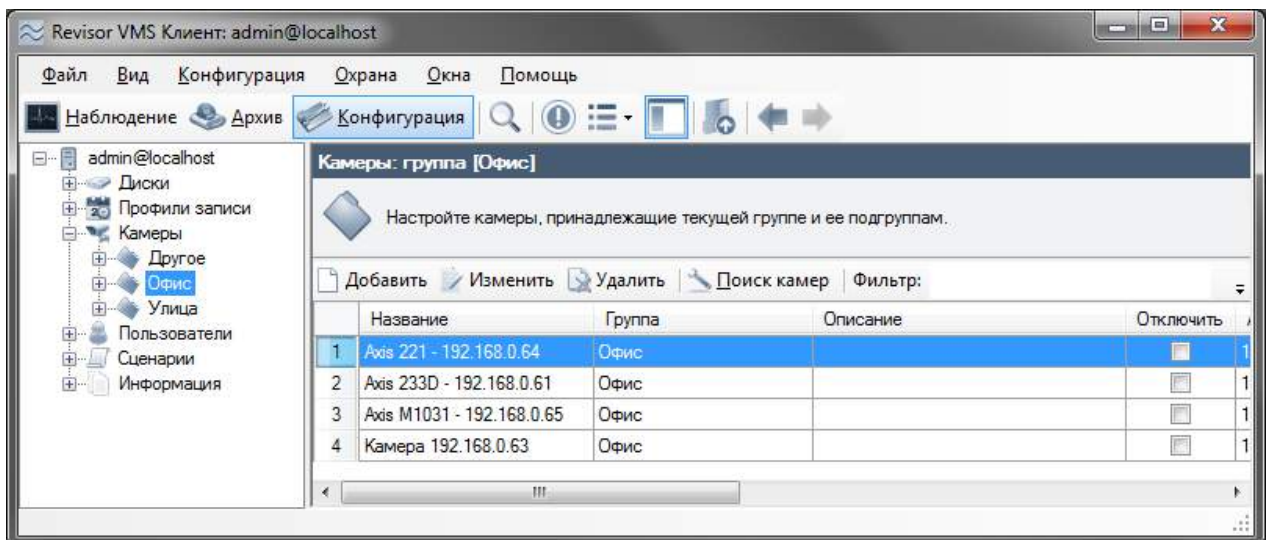 Revisor VMS Клиент: admin@localhost
Файл Вид Конфигурация Охрана Окна Помощь
Наблюдение Архив Конфигурация
admin@localhost
Диски
Профили записи
Камеры
Другое
Офис
Улица
Пользователи
Сценарии
Информация
Камеры: группа [Офис]
Настройте камеры, принадлежащие текущей группе и ее подгруппам.
Добавить Изменить Удалить Поиск камер Фильтр:
Название Группа Описание Отключить
1 Axis 221 - 192.168.0.64 Офис 1
2 Axis 233D - 192.168.0.61 Офис 1
3 Axis M1031 - 192.168.0.65 Офис 1
4 Камера 192.168.0.63 Офис 1